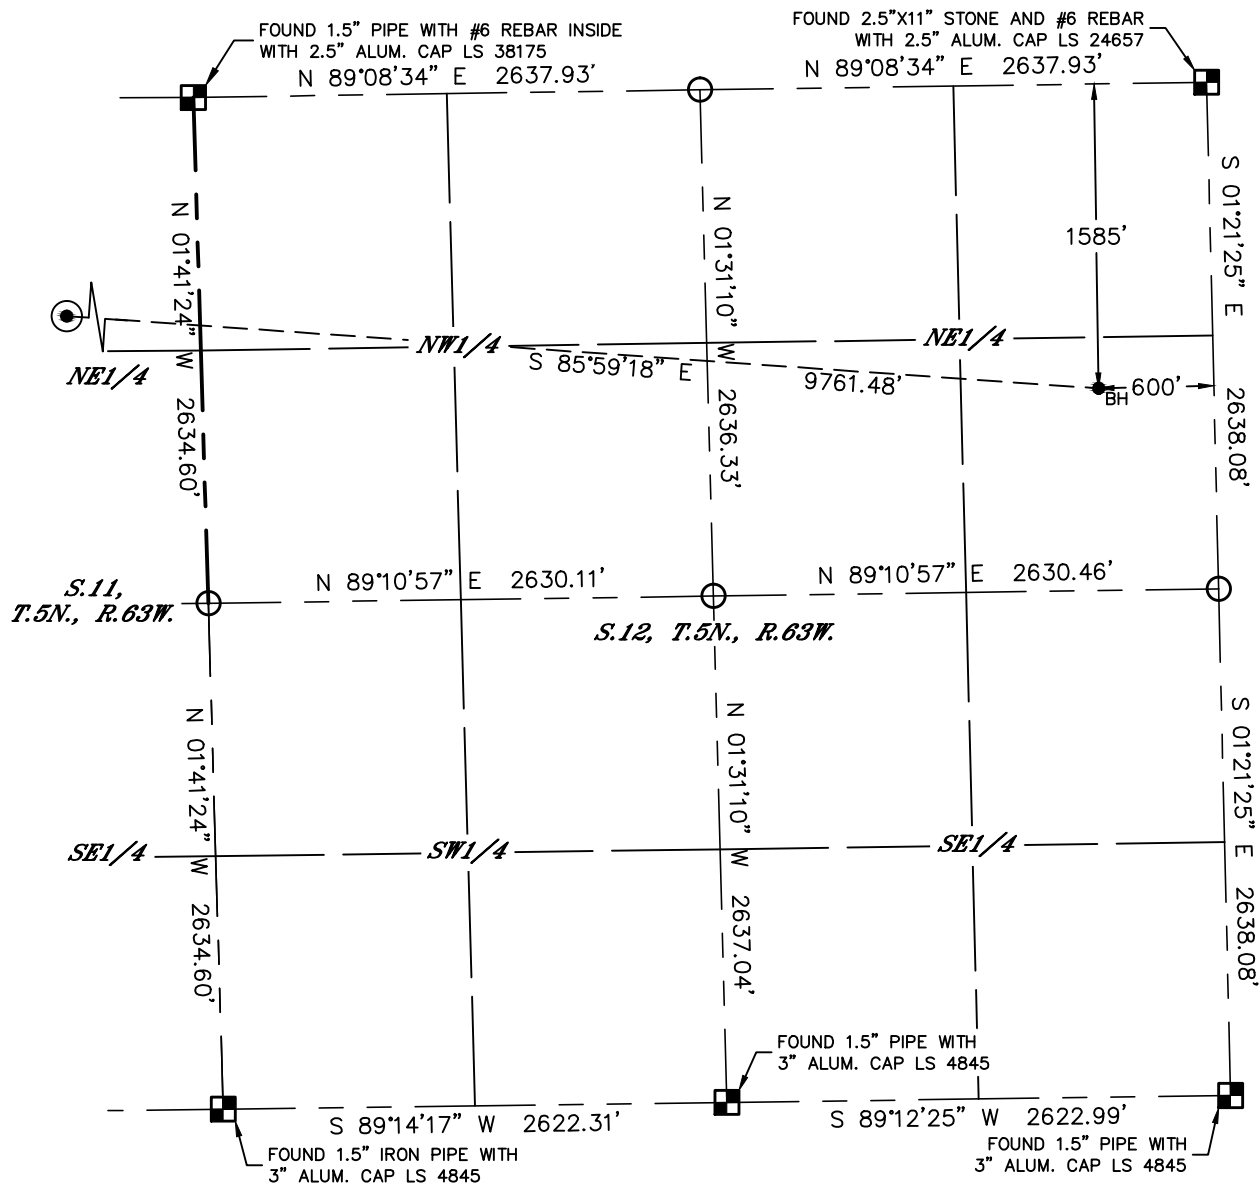 FOUND 1.5" PIPE WITH #6 REBAR INSIDE
WITH 2.5" ALUM. CAP LS 38175
N 89°08'34" E 2637.93'
FOUND 2.5"X11" STONE AND #6 REBAR
WITH 2.5" ALUM. CAP LS 24657
N 89°08'34" E 2637.93'
N 01°41'24" W 2634.60'
N 01°31'10" W 2636.33'
S 01°21'25" E 2638.08'
1585'
NE1/4
NW1/4
NE1/4
S 85°59'18" E 9761.48'
BH
600'
N 89°10'57" E 2630.11'
N 89°10'57" E 2630.46'
S.11,
T.5N., R.63W.
S.12, T.5N., R.63W.
N 01°41'24" W 2634.60'
N 01°31'10" W 2637.04'
S 01°21'25" E 2638.08'
SE1/4
SW1/4
SE1/4
FOUND 1.5" PIPE WITH
3" ALUM. CAP LS 4845
S 89°14'17" W 2622.31'
S 89°12'25" W 2622.99'
FOUND 1.5" IRON PIPE WITH
3" ALUM. CAP LS 4845
FOUND 1.5" PIPE WITH
3" ALUM. CAP LS 4845